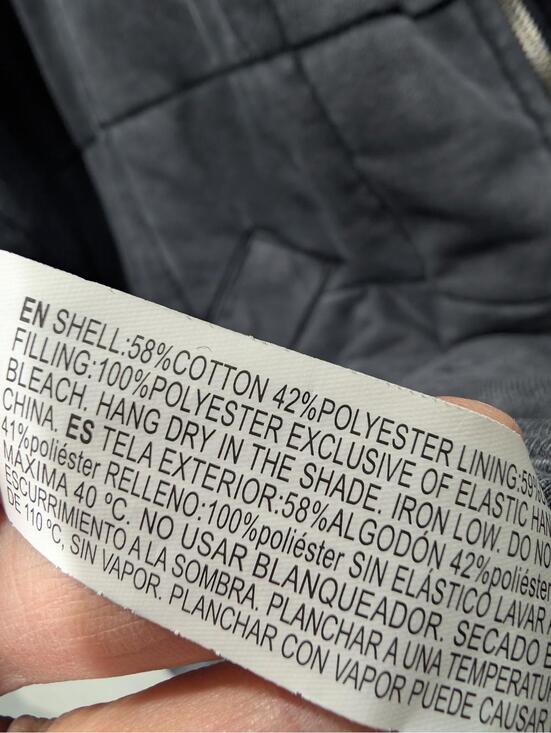 EN SHELL:58%COTTON 42%POLYESTER LINING:59%
FILLING:100%POLYESTER EXCLUSIVE OF ELASTIC HAN
BLEACH, HANG DRY IN THE SHADE. IRON LOW. DO NO
CHINA. ES TELA EXTERIOR:58%ALGODÓN 42%poliéster
41%poliéster RELLENO:100%poliéster SIN ELÁSTICO LAVAR
MÁXIMA 40 ºC. NO USAR BLANQUEADOR. SECADO E
ESCURRIMIENTO A LA SOMBRA. PLANCHAR A UNA TEMPERATU
DE 110 ºC, SIN VAPOR. PLANCHAR CON VAPOR PUEDE CAUSAR